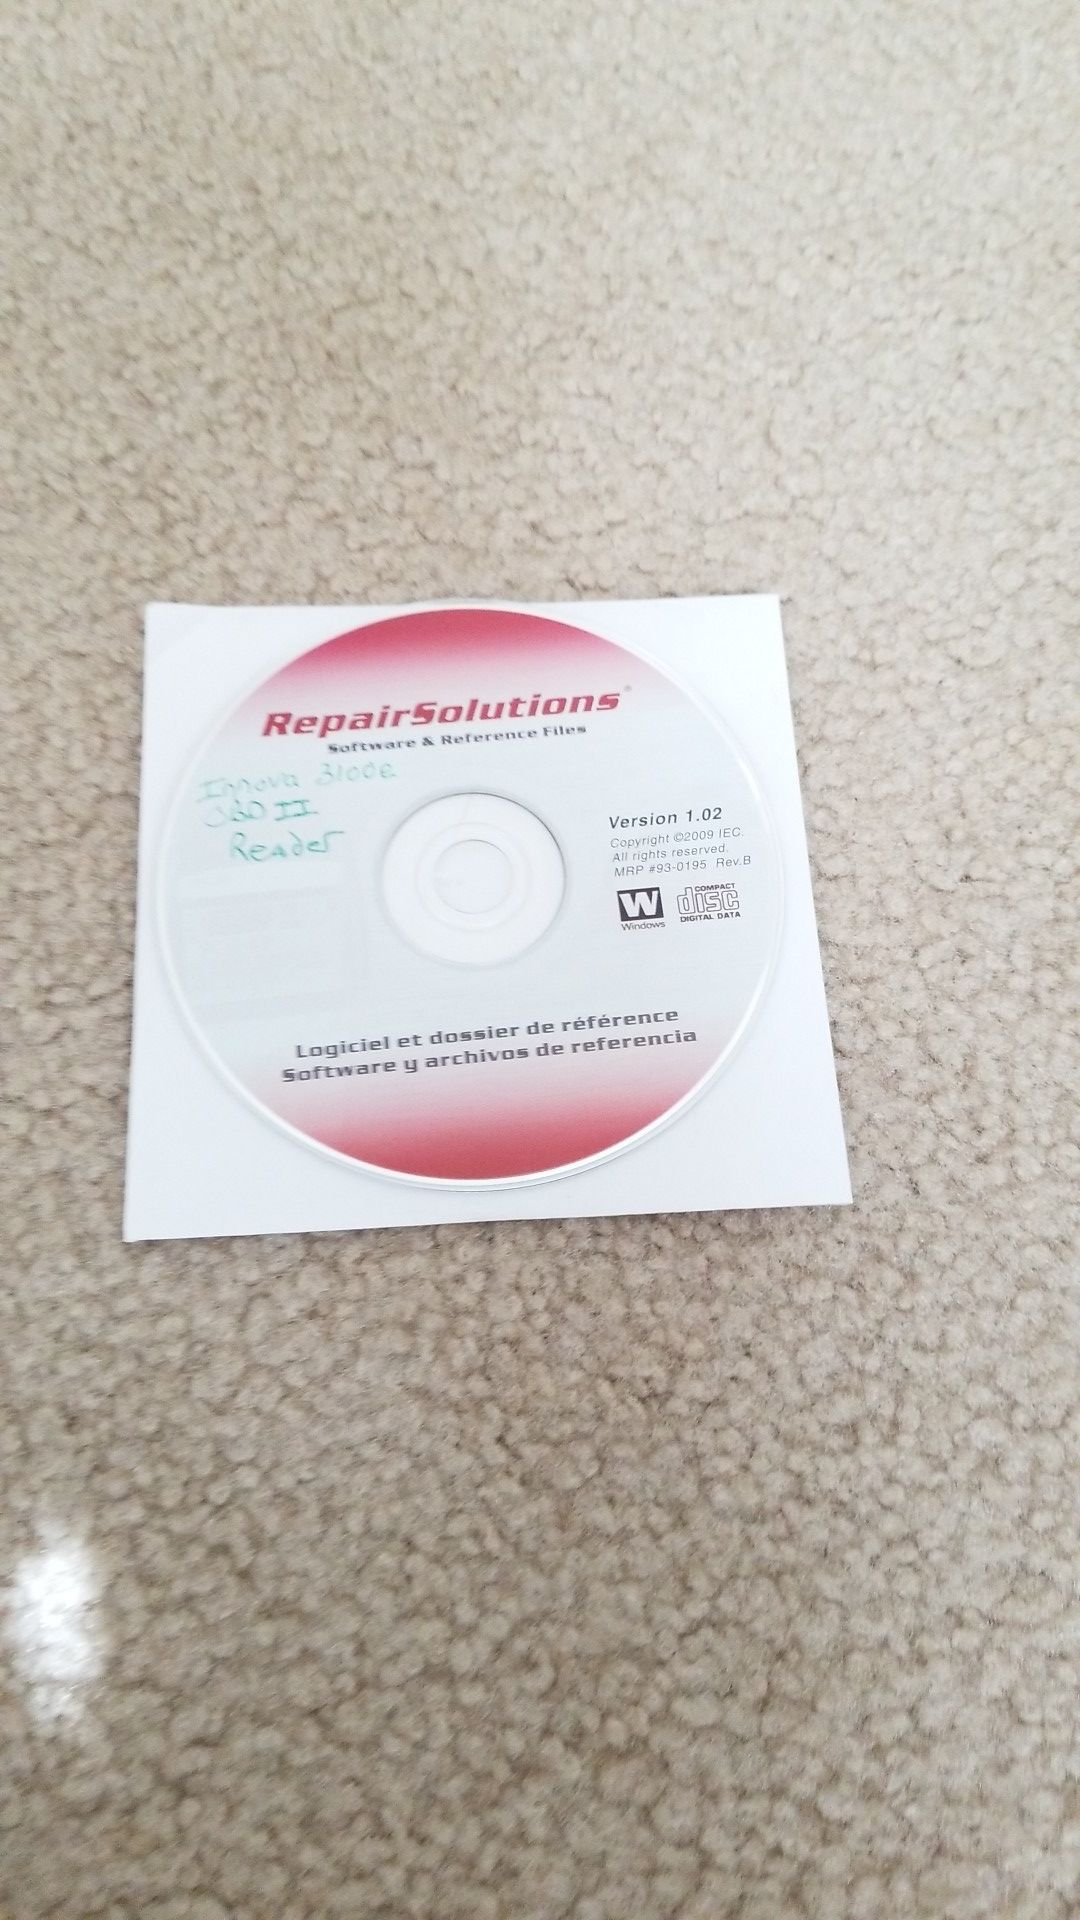 RepairSolutions®
Software & Reference Files
Innova 3100e
OBD II
Reader
Version 1.02
Copyright ©2009 IEC.
All rights reserved.
MRP #93-0195 Rev.B
W
Windows
COMPACT
disc
DIGITAL DATA
Logiciel et dossier de référence
Software y archivos de referencia